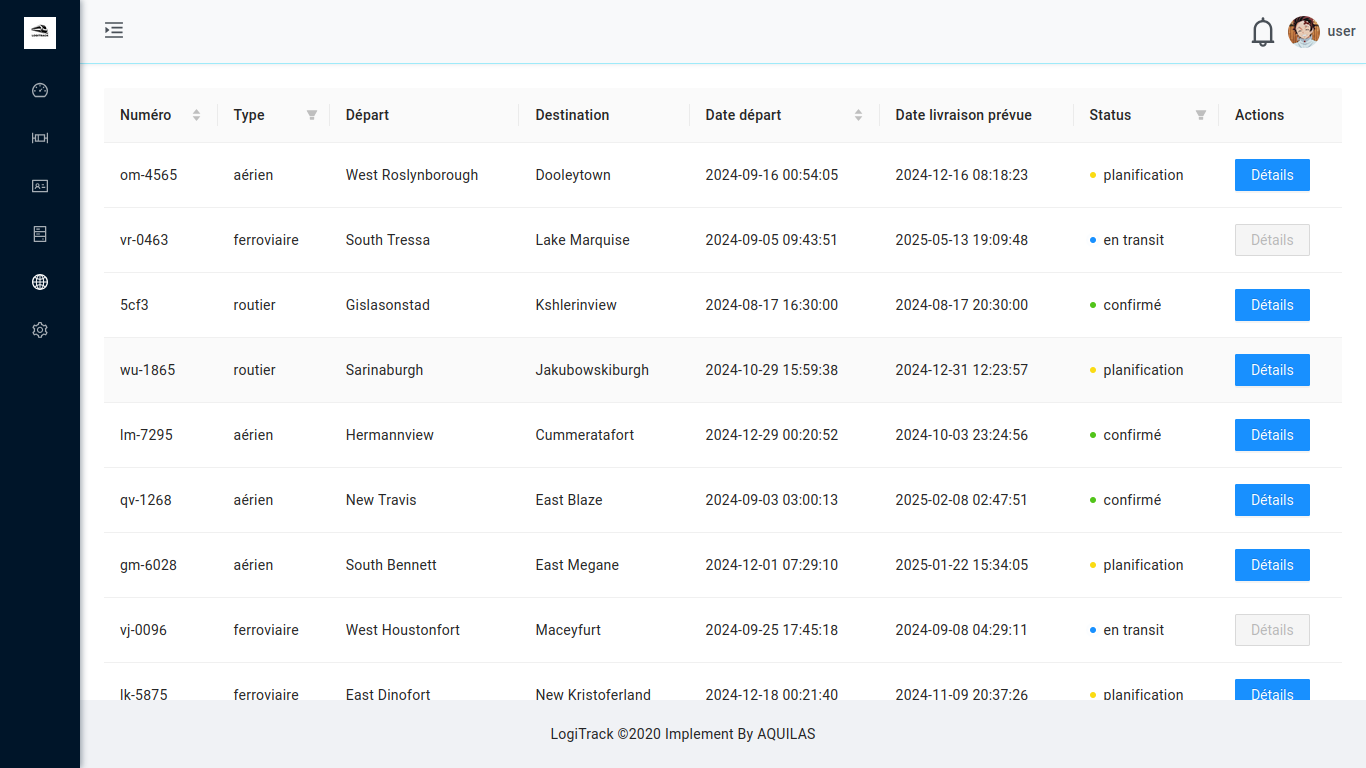 user
Numéro Type Départ Destination Date départ Date livraison prévue Status Actions
om-4565 aérien West Roslynborough Dooleytown 2024-09-16 00:54:05 2024-12-16 08:18:23 planification Détails
vr-0463 ferroviaire South Tressa Lake Marquise 2024-09-05 09:43:51 2025-05-13 19:09:48 en transit Détails
5cf3 routier Gislasonstad Kshlerinview 2024-08-17 16:30:00 2024-08-17 20:30:00 confirmé Détails
wu-1865 routier Sarinaburgh Jakubowskiburgh 2024-10-29 15:59:38 2024-12-31 12:23:57 planification Détails
lm-7295 aérien Hermannview Cummeratafort 2024-12-29 00:20:52 2024-10-03 23:24:56 confirmé Détails
qv-1268 aérien New Travis East Blaze 2024-09-03 03:00:13 2025-02-08 02:47:51 confirmé Détails
gm-6028 aérien South Bennett East Megane 2024-12-01 07:29:10 2025-01-22 15:34:05 planification Détails
vj-0096 ferroviaire West Houstonfort Maceyfurt 2024-09-25 17:45:18 2024-09-08 04:29:11 en transit Détails
lk-5875 ferroviaire East Dinofort New Kristoferland 2024-12-18 00:21:40 2024-11-09 20:37:26 planification Détails
LogiTrack ©2020 Implement By AQUILAS